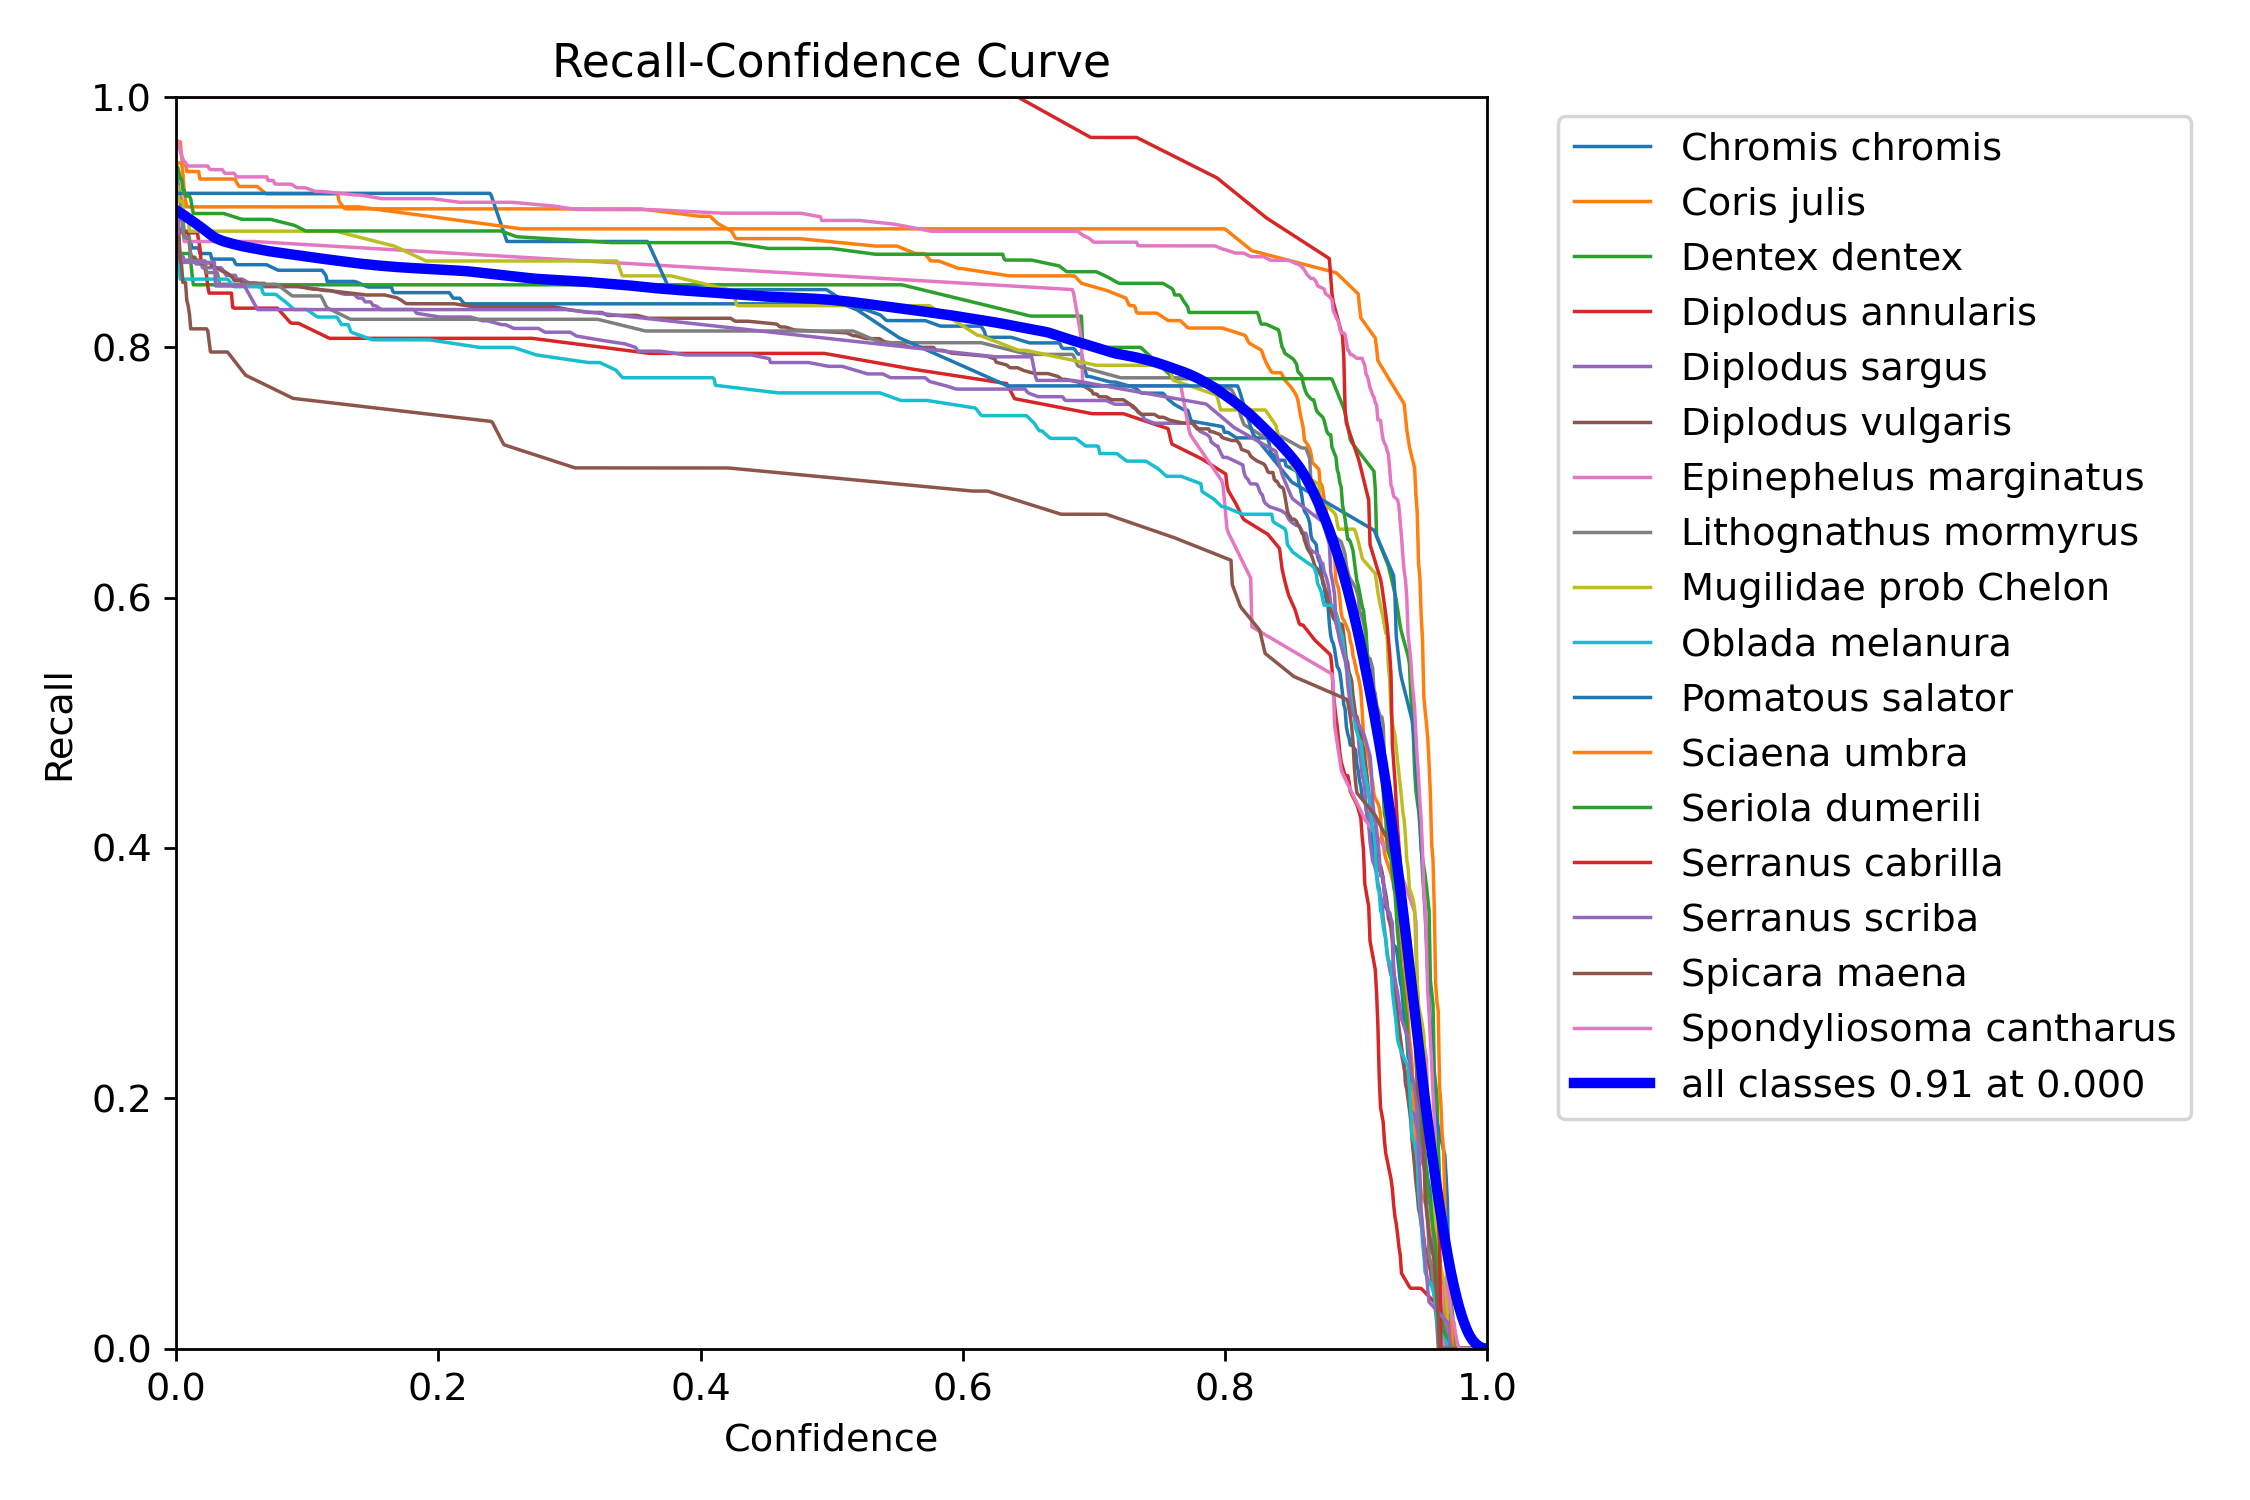 Recall-Confidence Curve
1.0
0.8
0.6
0.4
0.2
0.0
Recall
0.0 0.2 0.4 0.6 0.8 1.0
Confidence
Chromis chromis
Coris julis
Dentex dentex
Diplodus annularis
Diplodus sargus
Diplodus vulgaris
Epinephelus marginatus
Lithognathus mormyrus
Mugilidae prob Chelon
Oblada melanura
Pomatous salator
Sciaena umbra
Seriola dumerili
Serranus cabrilla
Serranus scriba
Spicara maena
Spondyliosoma cantharus
all classes 0.91 at 0.000